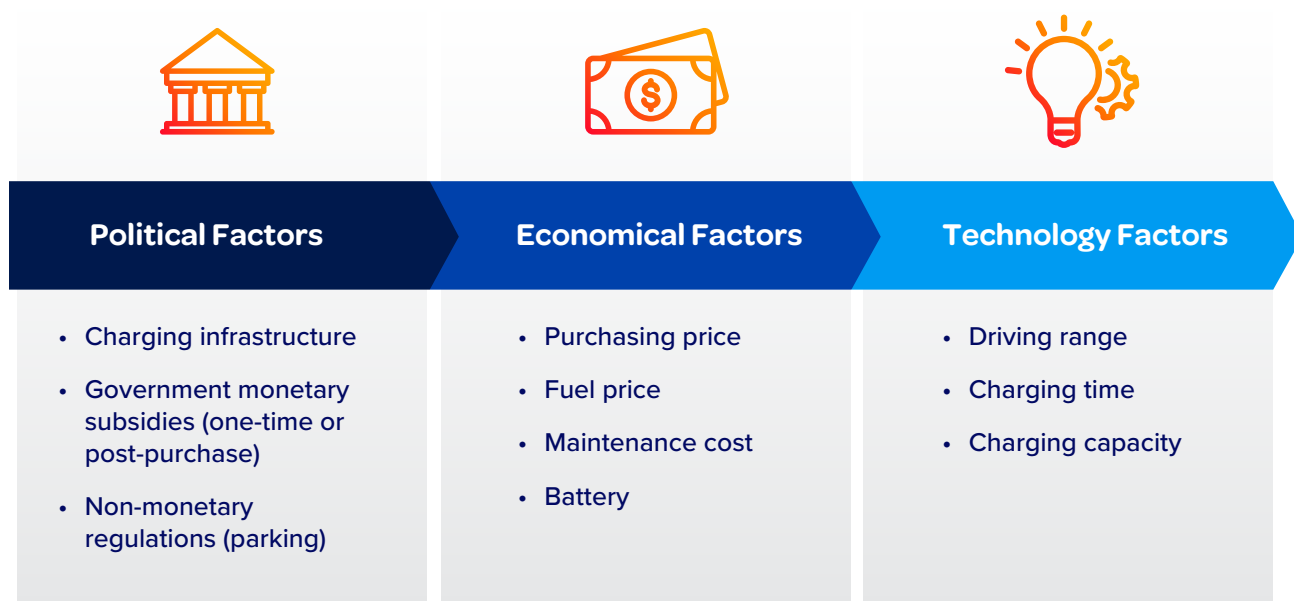 $
Political Factors
Economical Factors
Technology Factors
• Charging infrastructure
• Government monetary
subsidies (one-time or
post-purchase)
• Non-monetary
regulations (parking)
• Purchasing price
• Fuel price
• Maintenance cost
• Battery
• Driving range
• Charging time
• Charging capacity